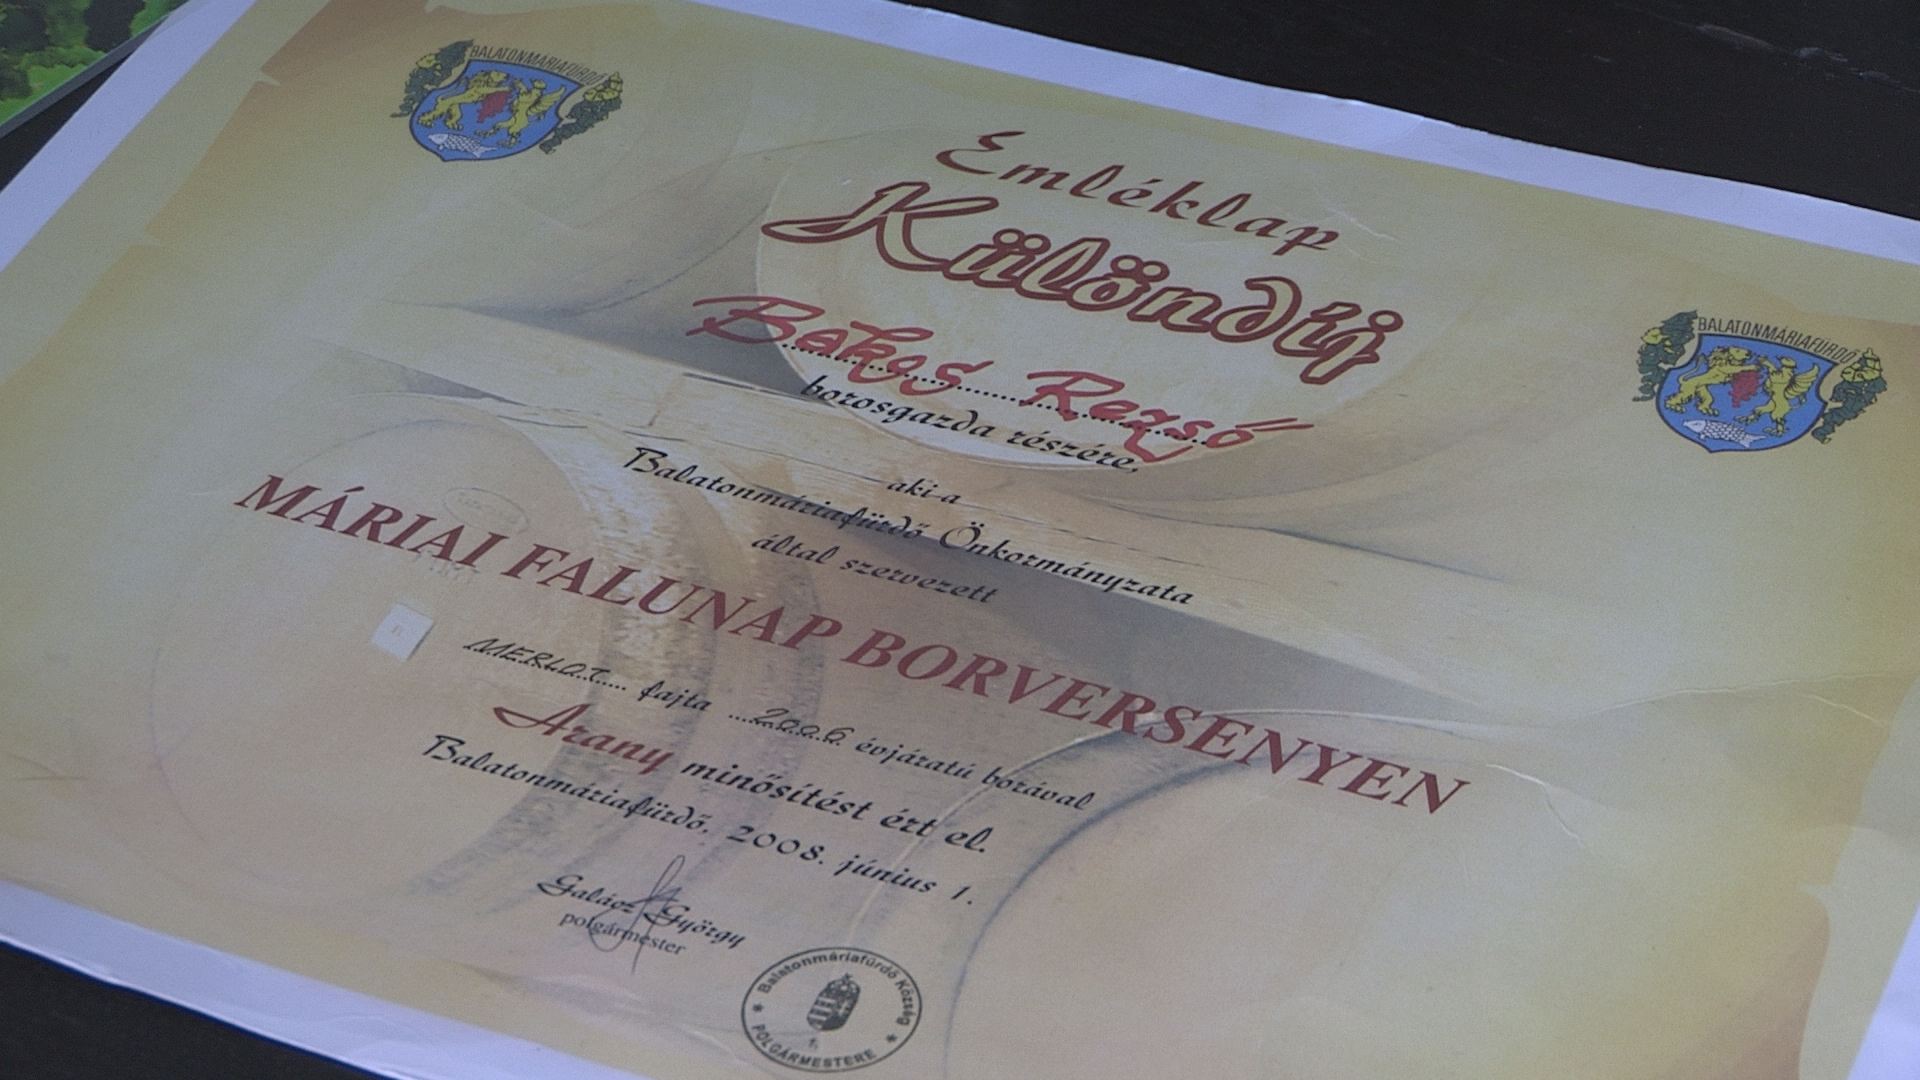 BALATONMÁRIAFÜRDŐ
Emléklap
Különdíj
BALATONMÁRIAFÜRDŐ
Bakos Rezső
borosgazda részére,
aki a
Balatonmáriafürdő Önkormányzata
által szervezett
MÁRIAI FALUNAP BORVERSENYEN
MERLOT fajta 2006 évjáratú borával
Arany minősítést ért el.
Balatonmáriafürdő, 2008. június 1.
Galácz György
polgármester
Balatonmáriafürdő Község
* POLGÁRMESTERE *